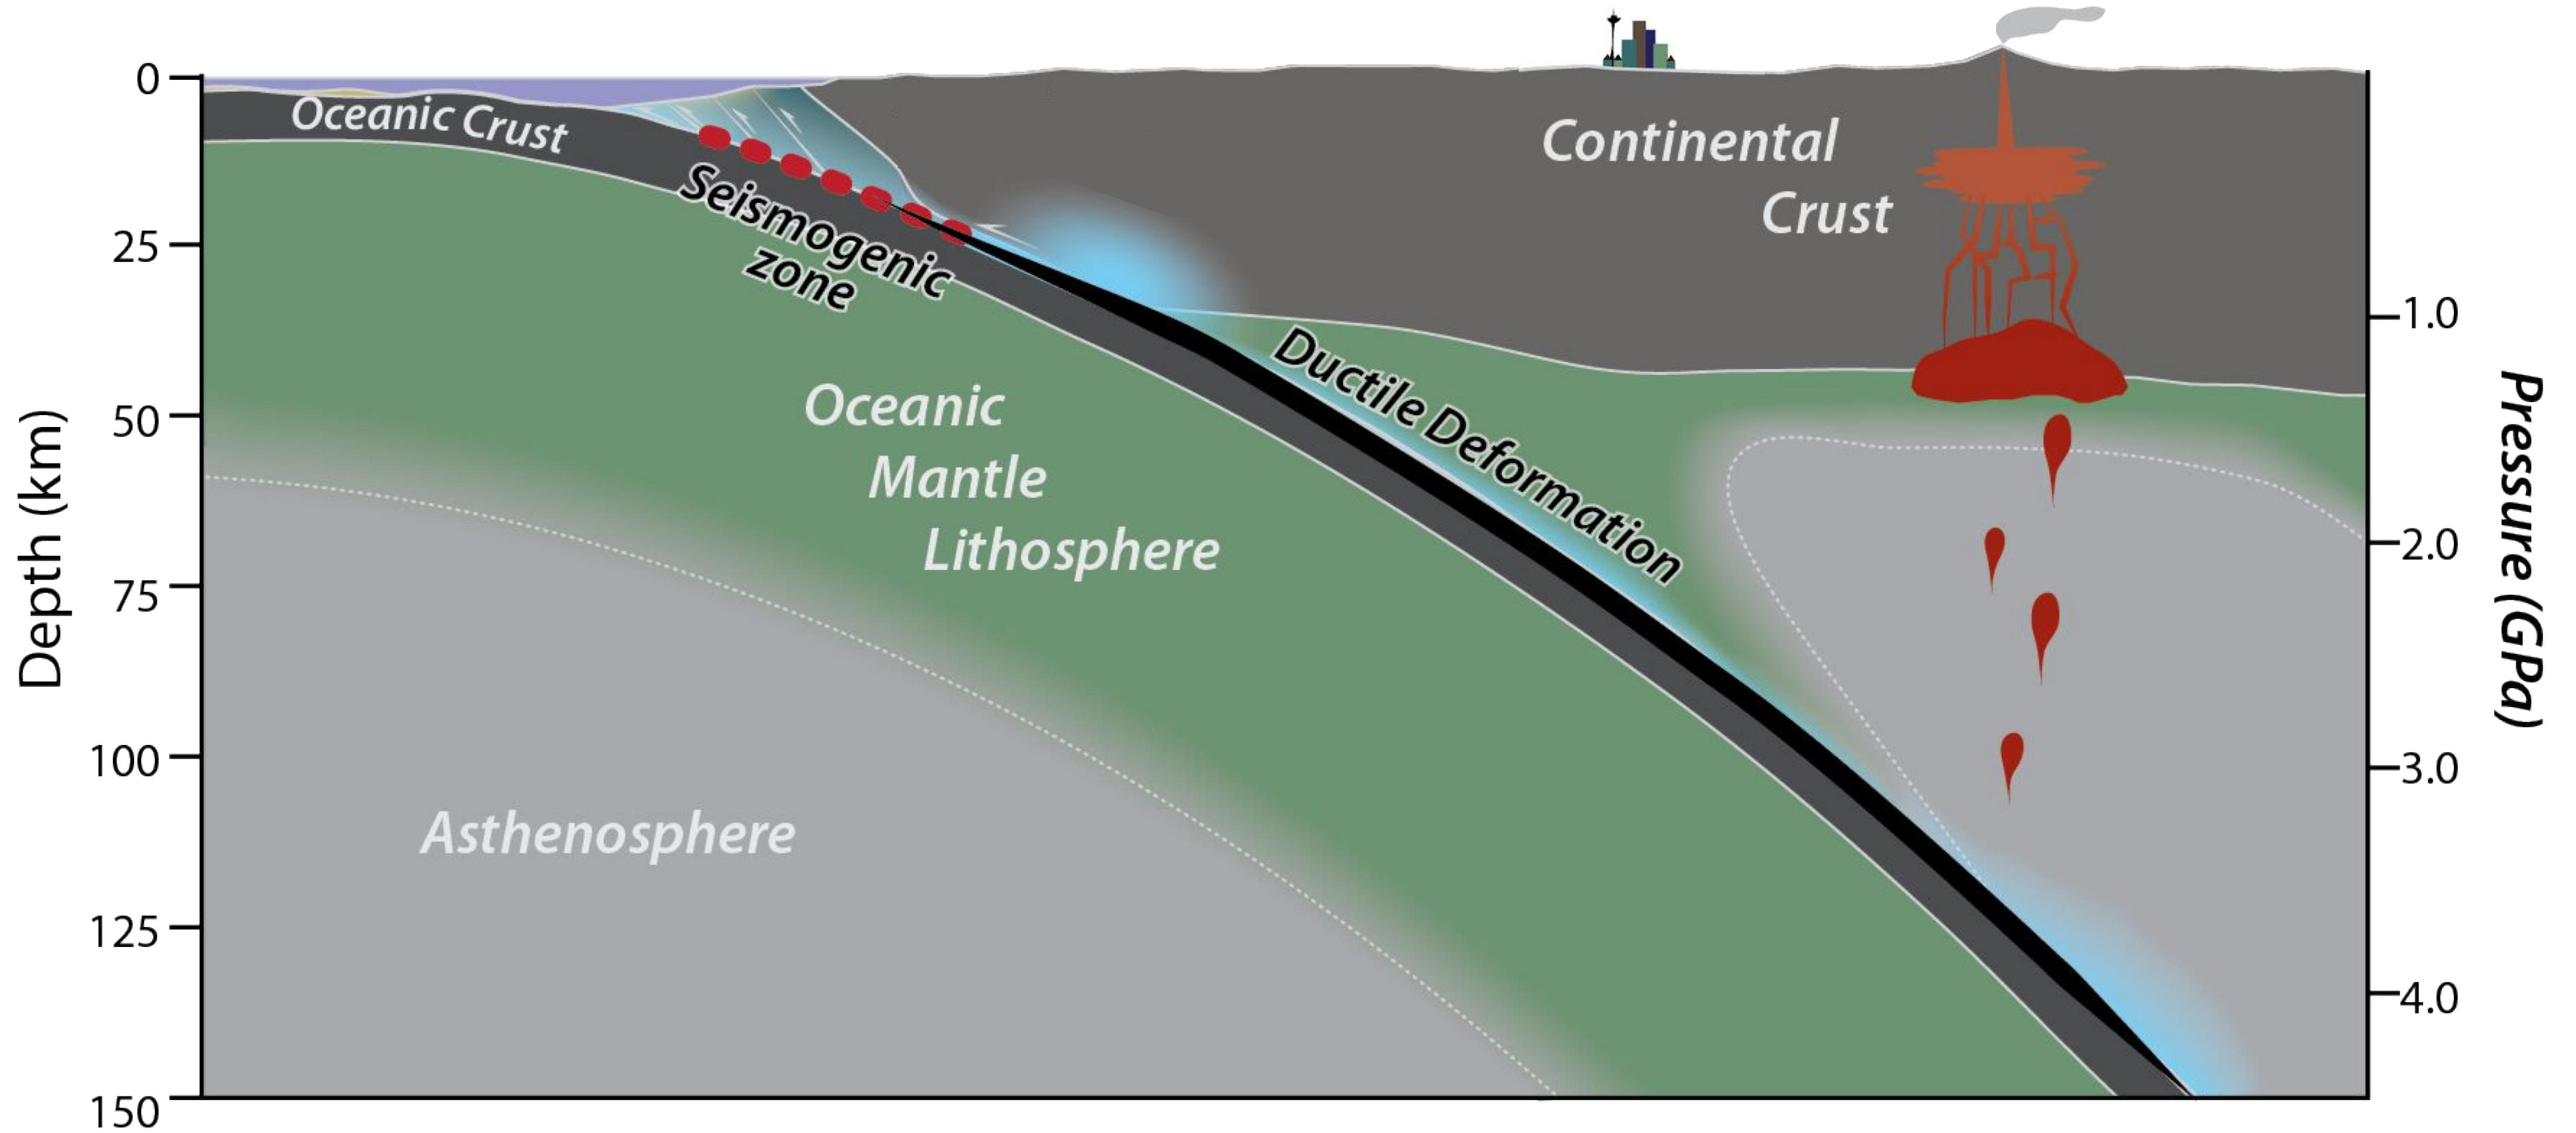 0
25
50
75
100
125
150
Depth (km)
Oceanic Crust
Seismogenic
zone
Oceanic
Mantle
Lithosphere
Asthenosphere
Ductile Deformation
Continental
Crust
1.0
2.0
3.0
4.0
Pressure (GPa)